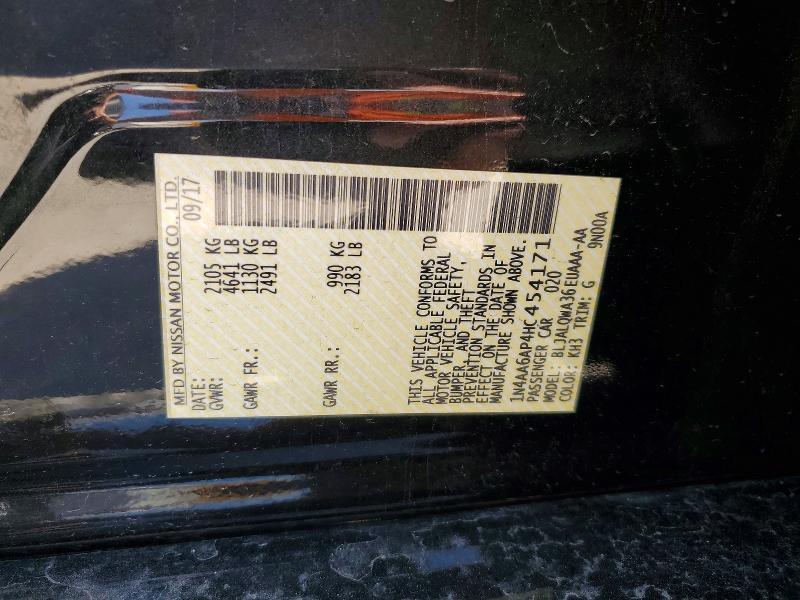 MFD BY NISSAN MOTOR CO., LTD.
DATE: 09/17
GVWR: 2105 KG
4641 LB
GAWR FR.: 1130 KG
2491 LB
GAWR RR.: 990 KG
2183 LB
THIS VEHICLE CONFORMS TO
ALL APPLICABLE FEDERAL
MOTOR VEHICLE SAFETY,
BUMPER, AND THEFT
PREVENTION STANDARDS IN
EFFECT ON THE DATE OF
MANUFACTURE SHOWN ABOVE.
1N4AA6AP4HC454171
PASSENGER CAR 020
MODEL: BLJALQWA36EUAAA-AA
COLOR: KH3 TRIM: G 9N00A